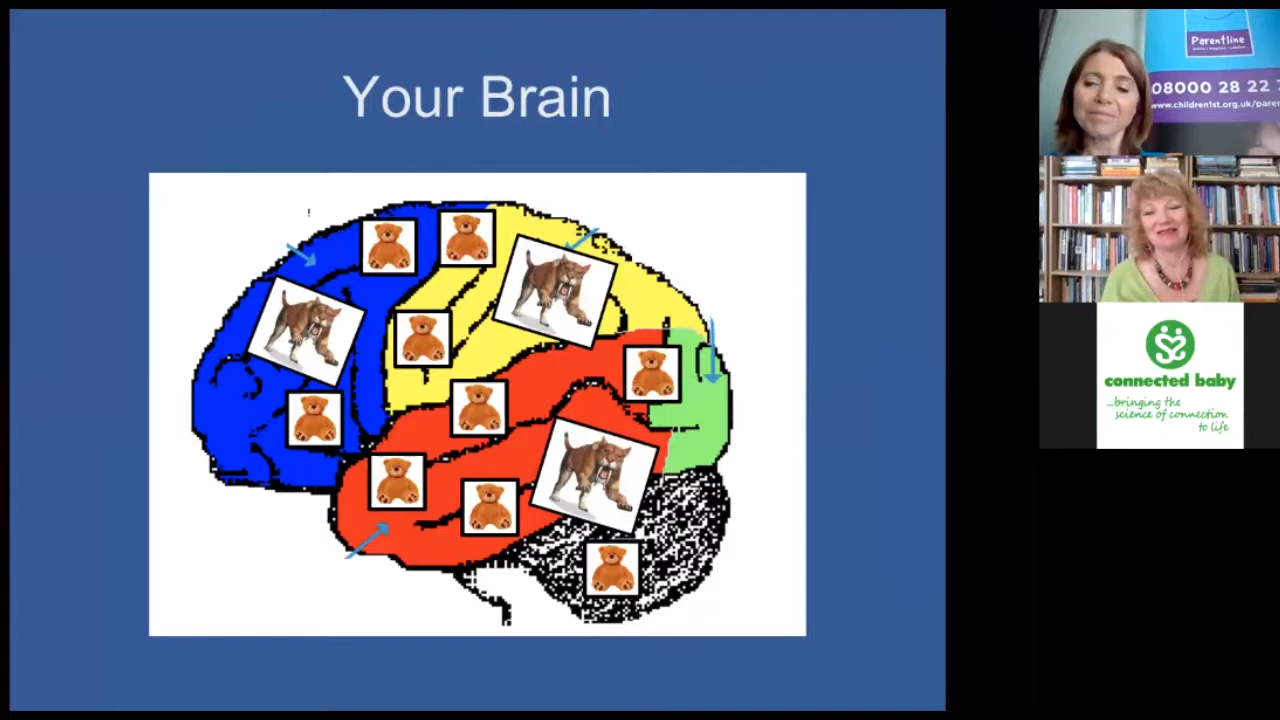 Your Brain
Parentline
08000 28 22
www.children1st.org.uk/paren
connected baby
...bringing the
science of connection
to life